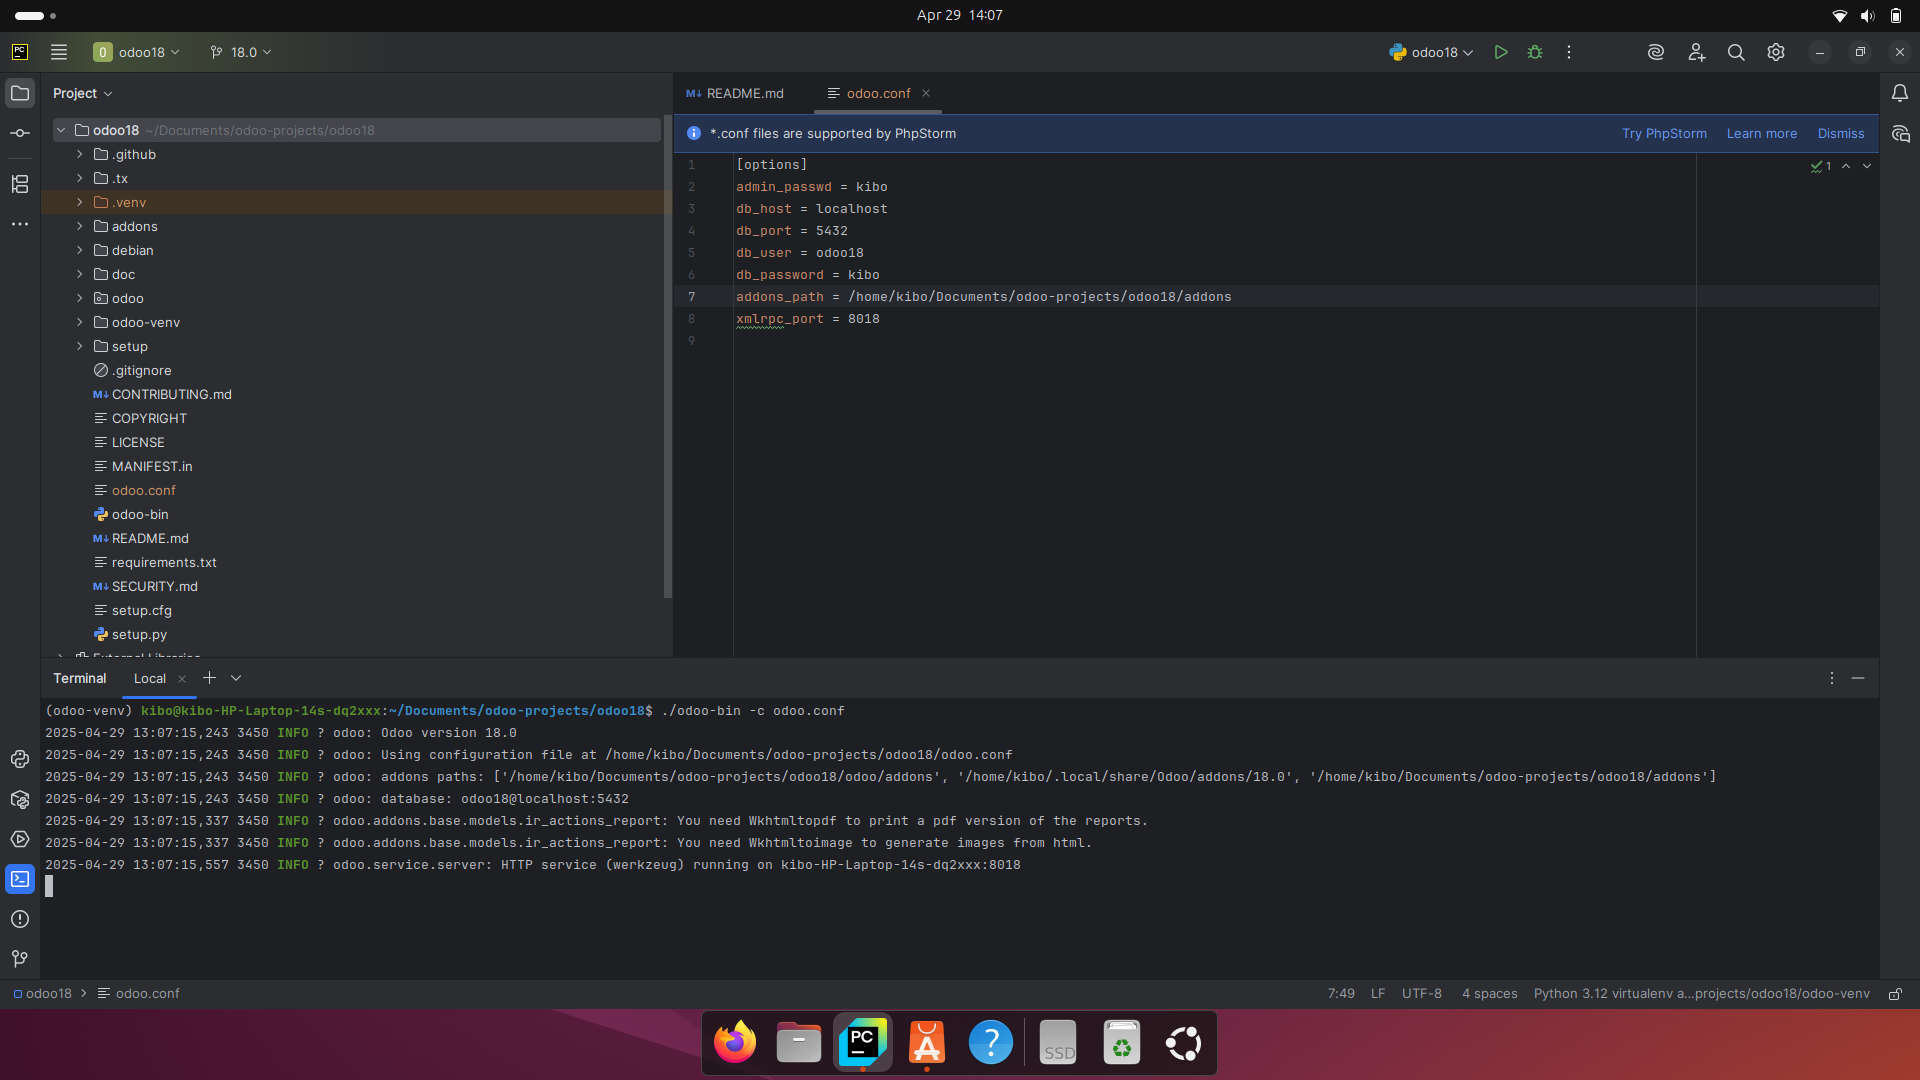 Apr 29 14:07
PC
O odoo18
18.0
odoo18
Project
odoo18 ~/Documents/odoo-projects/odoo18
.github
.tx
.venv
addons
debian
doc
odoo
odoo-venv
setup
.gitignore
M↓ CONTRIBUTING.md
COPYRIGHT
LICENSE
MANIFEST.in
odoo.conf
odoo-bin
M↓ README.md
requirements.txt
M↓ SECURITY.md
setup.cfg
setup.py
External Libraries
M↓ README.md
odoo.conf
*.conf files are supported by PhpStorm
Try PhpStorm Learn more Dismiss
1 [options]
2 admin_passwd = kibo
3 db_host = localhost
4 db_port = 5432
5 db_user = odoo18
6 db_password = kibo
7 addons_path = /home/kibo/Documents/odoo-projects/odoo18/addons
8 xmlrpc_port = 8018
9
1
Terminal Local
(odoo-venv) kibo@kibo-HP-Laptop-14s-dq2xxx:~/Documents/odoo-projects/odoo18$ ./odoo-bin -c odoo.conf
2025-04-29 13:07:15,243 3450 INFO ? odoo: Odoo version 18.0
2025-04-29 13:07:15,243 3450 INFO ? odoo: Using configuration file at /home/kibo/Documents/odoo-projects/odoo18/odoo.conf
2025-04-29 13:07:15,243 3450 INFO ? odoo: addons paths: ['/home/kibo/Documents/odoo-projects/odoo18/odoo/addons', '/home/kibo/.local/share/Odoo/addons/18.0', '/home/kibo/Documents/odoo-projects/odoo18/addons']
2025-04-29 13:07:15,243 3450 INFO ? odoo: database: odoo18@localhost:5432
2025-04-29 13:07:15,337 3450 INFO ? odoo.addons.base.models.ir_actions_report: You need Wkhtmltopdf to print a pdf version of the reports.
2025-04-29 13:07:15,337 3450 INFO ? odoo.addons.base.models.ir_actions_report: You need Wkhtmltoimage to generate images from html.
2025-04-29 13:07:15,557 3450 INFO ? odoo.service.server: HTTP service (werkzeug) running on kibo-HP-Laptop-14s-dq2xxx:8018
odoo18 > odoo.conf
7:49 LF UTF-8 4 spaces Python 3.12 virtualenv a...projects/odoo18/odoo-venv
PC
?
SSD